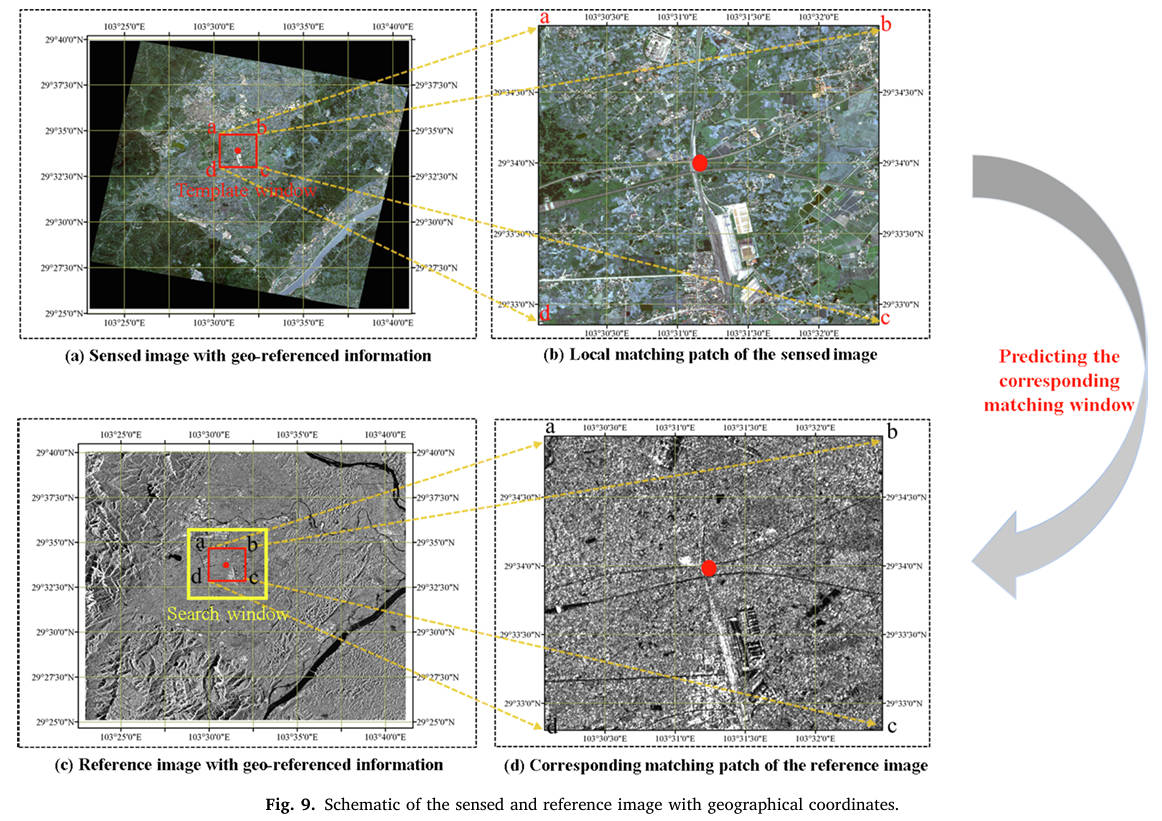 a
103°30'30"E 103°31'0"E 103°31'30"E 103°32'0"E
b
103°25'0"E 103°30'0"E 103°35'0"E 103°40'0"E
29°40'0"N 29°40'0"N
29°37'30"N 29°37'30"N
29°35'0"N 29°35'0"N
29°32'30"N 29°32'30"N
29°30'0"N 29°30'0"N
29°27'30"N 29°27'30"N
29°25'0"N 29°25'0"N
a b
d c
Template window
103°25'0"E 103°30'0"E 103°35'0"E 103°40'0"E
29°34'30"N 29°34'30"N
29°34'0"N 29°34'0"N
29°33'30"N 29°33'30"N
29°33'0"N 29°33'0"N
d c
103°30'30"E 103°31'0"E 103°31'30"E 103°32'0"E
(a) Sensed image with geo-referenced information
(b) Local matching patch of the sensed image
Predicting the
corresponding
matching window
103°25'0"E 103°30'0"E 103°35'0"E 103°40'0"E
29°40'0"N 29°40'0"N
29°37'30"N 29°37'30"N
29°35'0"N 29°35'0"N
29°32'30"N 29°32'30"N
29°30'0"N 29°30'0"N
29°27'30"N 29°27'30"N
29°25'0"N 29°25'0"N
a b
d c
Search window
103°25'0"E 103°30'0"E 103°35'0"E 103°40'0"E
a
103°30'30"E 103°31'0"E 103°31'30"E 103°32'0"E
b
29°34'30"N 29°34'30"N
29°34'0"N 29°34'0"N
29°33'30"N 29°33'30"N
29°33'0"N 29°33'0"N
d c
103°30'30"E 103°31'0"E 103°31'30"E 103°32'0"E
(c) Reference image with geo-referenced information
(d) Corresponding matching patch of the reference image
Fig. 9. Schematic of the sensed and reference image with geographical coordinates.